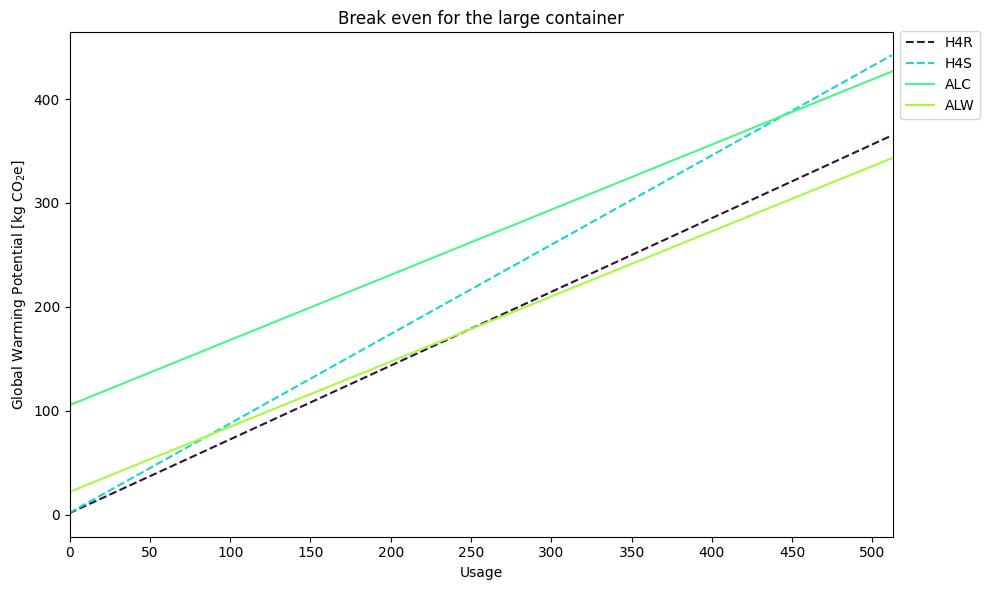 Break even for the large container
H4R
H4S
ALC
ALW
Global Warming Potential [kg CO₂e]
400
300
200
100
0
0 50 100 150 200 250 300 350 400 450 500
Usage